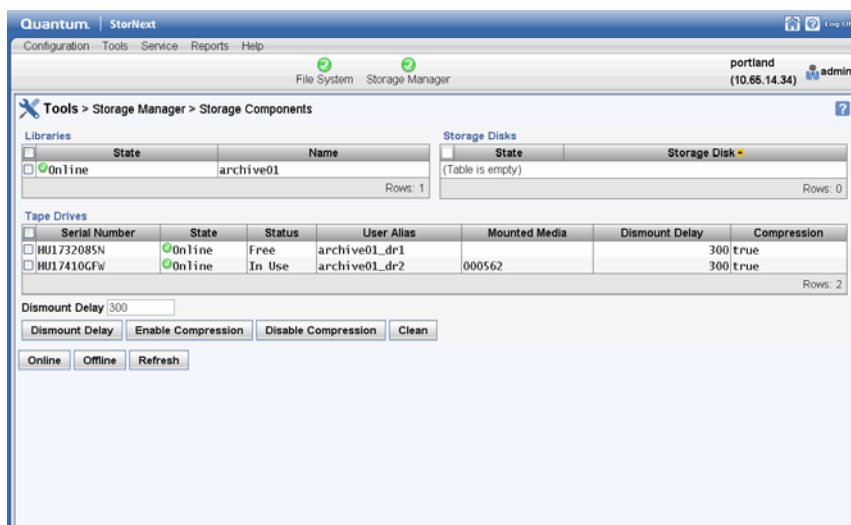 Quantum. StorNext Log Of
Configuration Tools Service Reports Help
File System Storage Manager
portland
(10.65.14.34)
admin
Tools > Storage Manager > Storage Components
?
Libraries
State Name
Online archive01
Rows: 1
Storage Disks
State Storage Disk
(Table is empty)
Rows: 0
Tape Drives
Serial Number State Status User Alias Mounted Media Dismount Delay Compression
HU1732085N Online Free archive01_dr1 300 true
HU17410GFW Online In Use archive01_dr2 000562 300 true
Rows: 2
Dismount Delay 300
Dismount Delay Enable Compression Disable Compression Clean
Online Offline Refresh